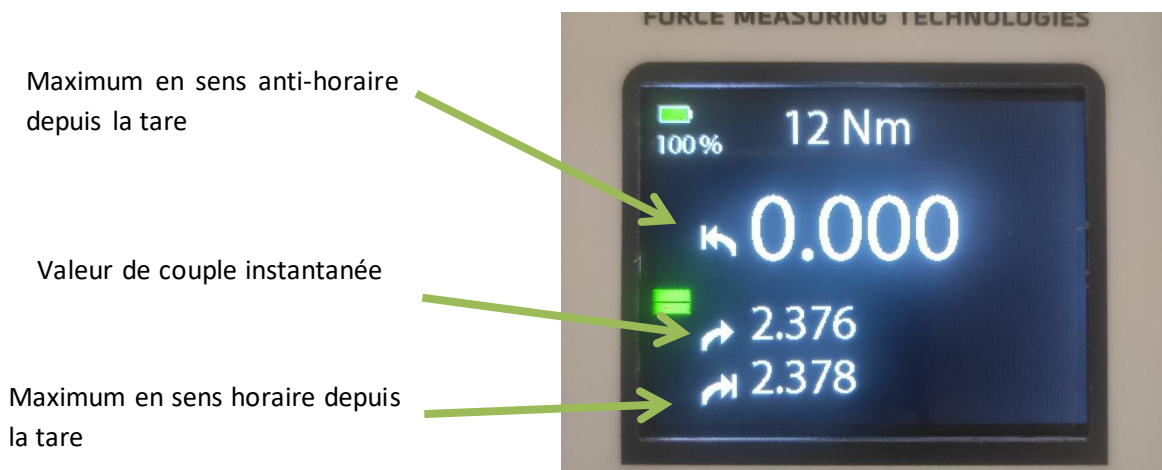 FORCE MEASURING TECHNOLOGIES
Maximum en sens anti-horaire
depuis la tare
100 %
12 Nm
0.000
Valeur de couple instantanée
2.376
2.378
Maximum en sens horaire depuis
la tare